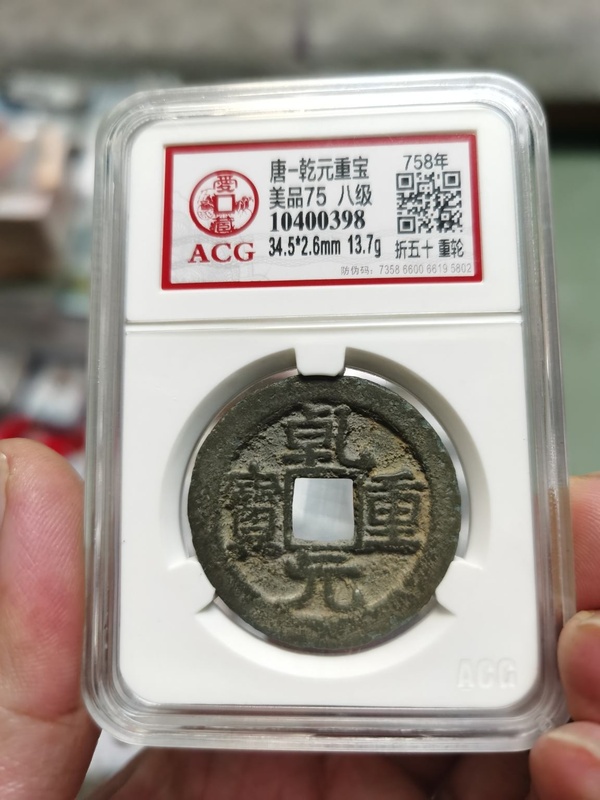 唐-乾元重宝
758年
美品75 八级
10400398
ACG
34.5*2.6mm 13.7g
折五十 重轮
防伪码: 7358 6600 6619 5802
乾
元
重
寶
ACG